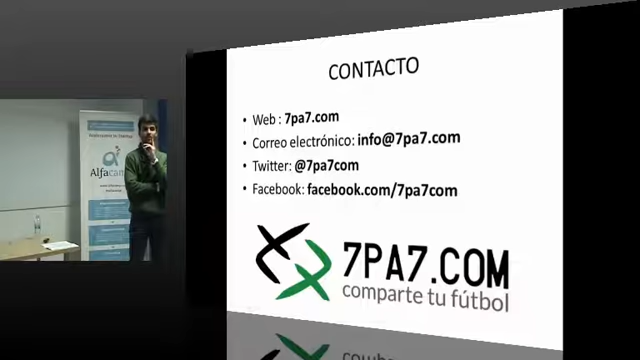 CONTACTO
• Web : 7pa7.com
• Correo electrónico: info@7pa7.com
• Twitter: @7pa7com
• Facebook: facebook.com/7pa7com
7PA7.COM
comparte tu fútbol